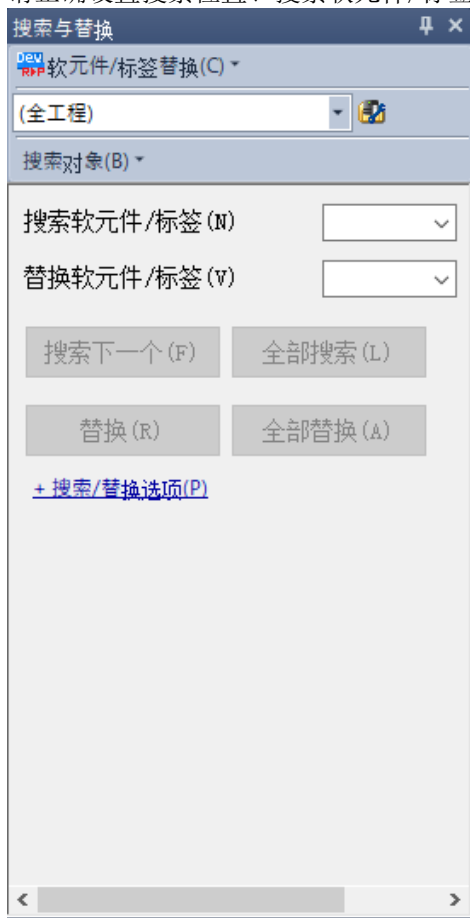 搜索与替换
Dev REP 软元件/标签替换(C)
(全工程)
搜索对象(B)
搜索软元件/标签(N)
替换软元件/标签(V)
搜索下一个(F) 全部搜索(L)
替换(R) 全部替换(A)
+ 搜索/替换选项(P)